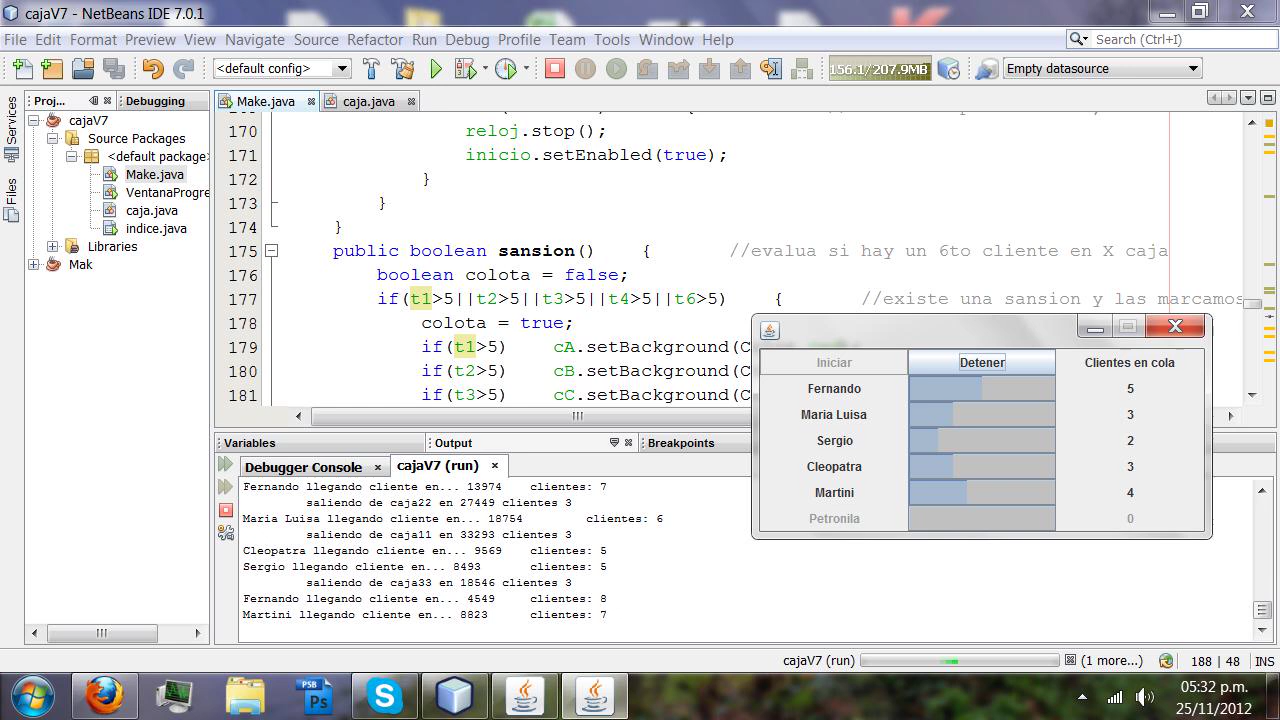 cajaV7 - NetBeans IDE 7.0.1
File Edit Format Preview View Navigate Source Refactor Run Debug Profile Team Tools Window Help
Search (Ctrl+I)
<default config>
156.1/207.9MB
Empty datasource
Services
Files
Proj...
Debugging
cajaV7
Source Packages
<default package>
Make.java
VentanaProgre
caja.java
indice.java
Libraries
Mak
Make.java
caja.java
170 reloj.stop();
171 inicio.setEnabled(true);
172 }
173 }
174 }
175 public boolean sansion() { //evalua si hay un 6to cliente en X caja
176 boolean colota = false;
177 if(t1>5||t2>5||t3>5||t4>5||t6>5) { //existe una sansion y las marcamos
178 colota = true;
179 if(t1>5) cA.setBackground(C
180 if(t2>5) cB.setBackground(C
181 if(t3>5) cC.setBackground(C
Iniciar Detener Clientes en cola
Fernando 5
Maria Luisa 3
Sergio 2
Cleopatra 3
Martini 4
Petronila 0
Variables
Output
Breakpoints
Debugger Console
cajaV7 (run)
Fernando llegando cliente en... 13974 clientes: 7
saliendo de caja22 en 27449 clientes 3
Maria Luisa llegando cliente en... 18754 clientes: 6
saliendo de caja11 en 33293 clientes 3
Cleopatra llegando cliente en... 9569 clientes: 5
Sergio llegando cliente en... 8493 clientes: 5
saliendo de caja33 en 18546 clientes 3
Fernando llegando cliente en... 4549 clientes: 8
Martini llegando cliente en... 8823 clientes: 7
cajaV7 (run)
(1 more...)
188 | 48
INS
PSB
Ps
05:32 p.m.
25/11/2012